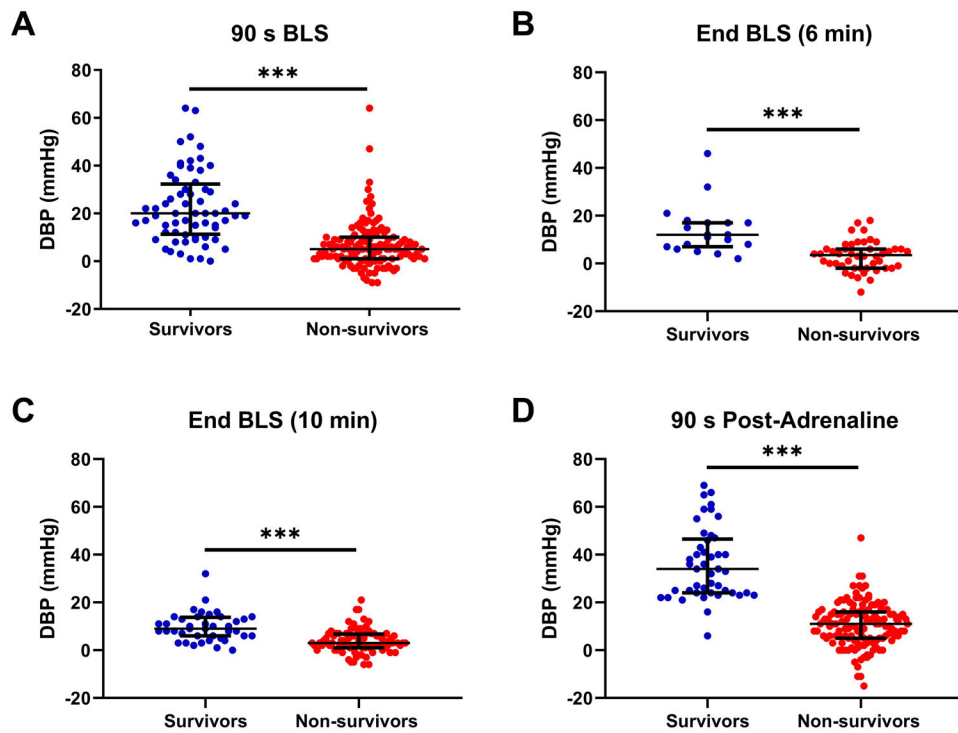 A
90 s BLS
80
60
40
20
0
-20
DBP (mmHg)
***
Survivors
Non-survivors
B
End BLS (6 min)
80
60
40
20
0
-20
DBP (mmHg)
***
Survivors
Non-survivors
C
End BLS (10 min)
80
60
40
20
0
-20
DBP (mmHg)
***
Survivors
Non-survivors
D
90 s Post-Adrenaline
80
60
40
20
0
-20
DBP (mmHg)
***
Survivors
Non-survivors